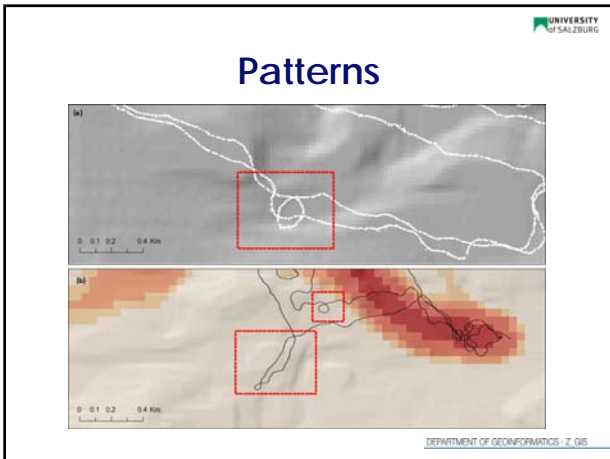 UNIVERSITY
of SALZBURG
Patterns
(a)
0 0.1 0.2 0.4 Km
(b)
0 0.1 0.2 0.4 Km
DEPARTMENT OF GEOINFORMATICS - Z_GIS